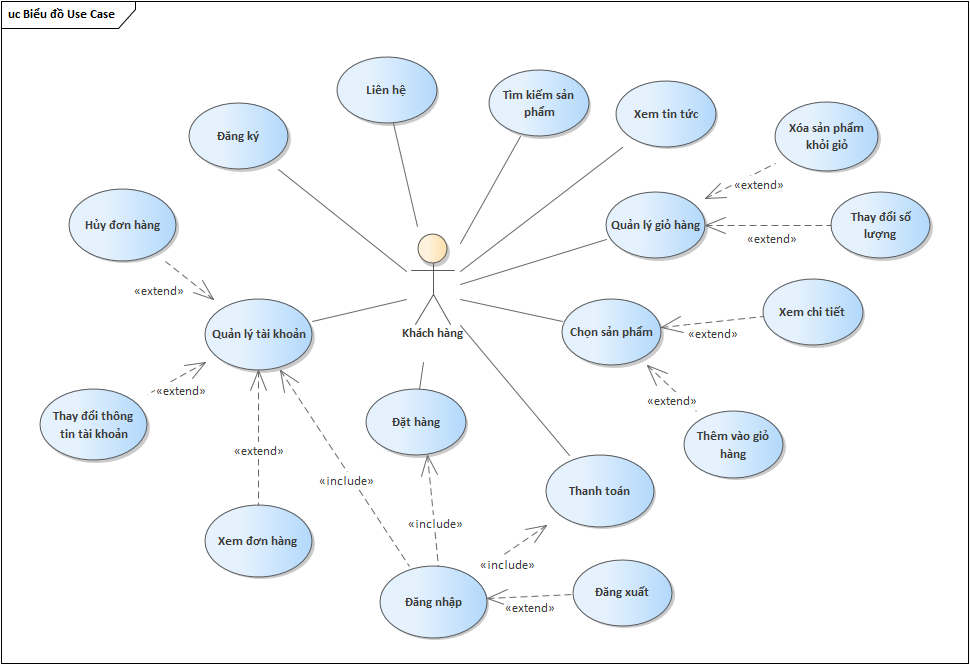 uc Biểu đồ Use Case
Liên hệ
Tìm kiếm sản
phẩm
Xem tin tức
Đăng ký
Xóa sản phẩm
khỏi giỏ
«extend»
Hủy đơn hàng
Quản lý giỏ hàng
Thay đổi số
lượng
«extend»
«extend»
Quản lý tài khoản
Khách hàng
Chọn sản phẩm
Xem chi tiết
«extend»
«extend»
Thay đổi thông
tin tài khoản
«extend»
Đặt hàng
Thêm vào giỏ
hàng
«extend»
«include»
Thanh toán
«include»
Xem đơn hàng
«include»
Đăng nhập
Đăng xuất
«extend»